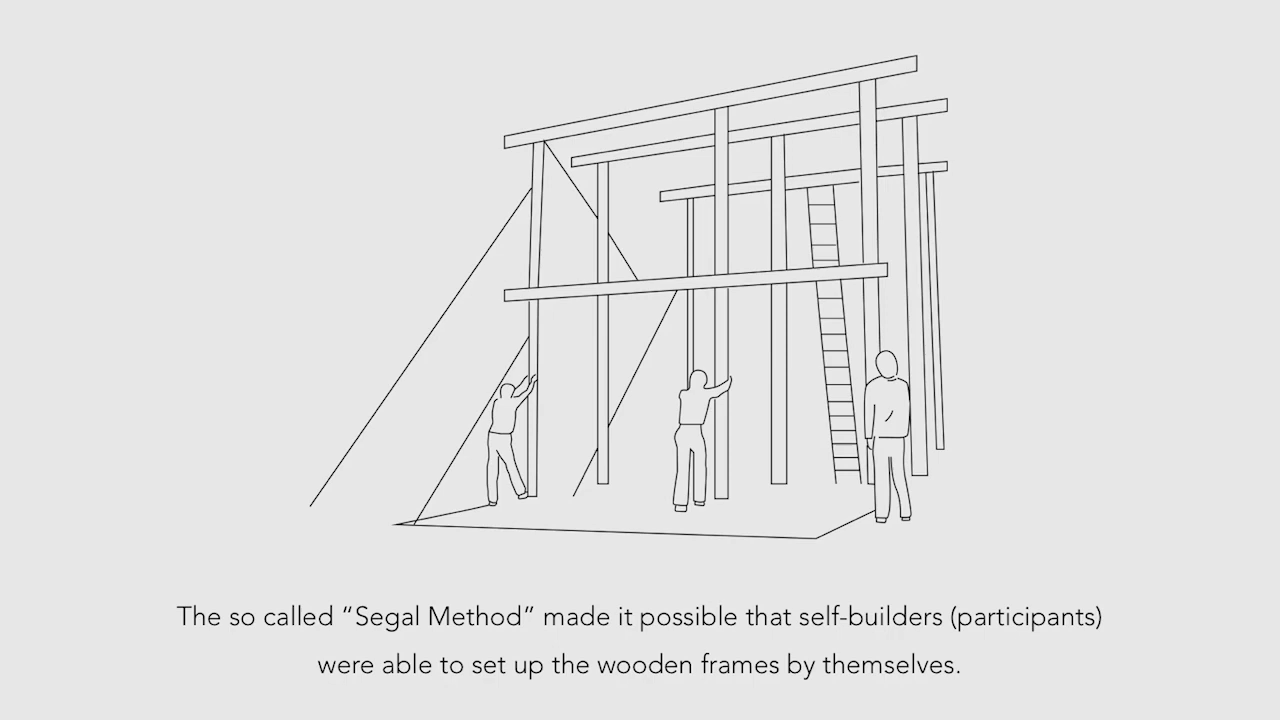 The so called “Segal Method” made it possible that self-builders (participants)
were able to set up the wooden frames by themselves.